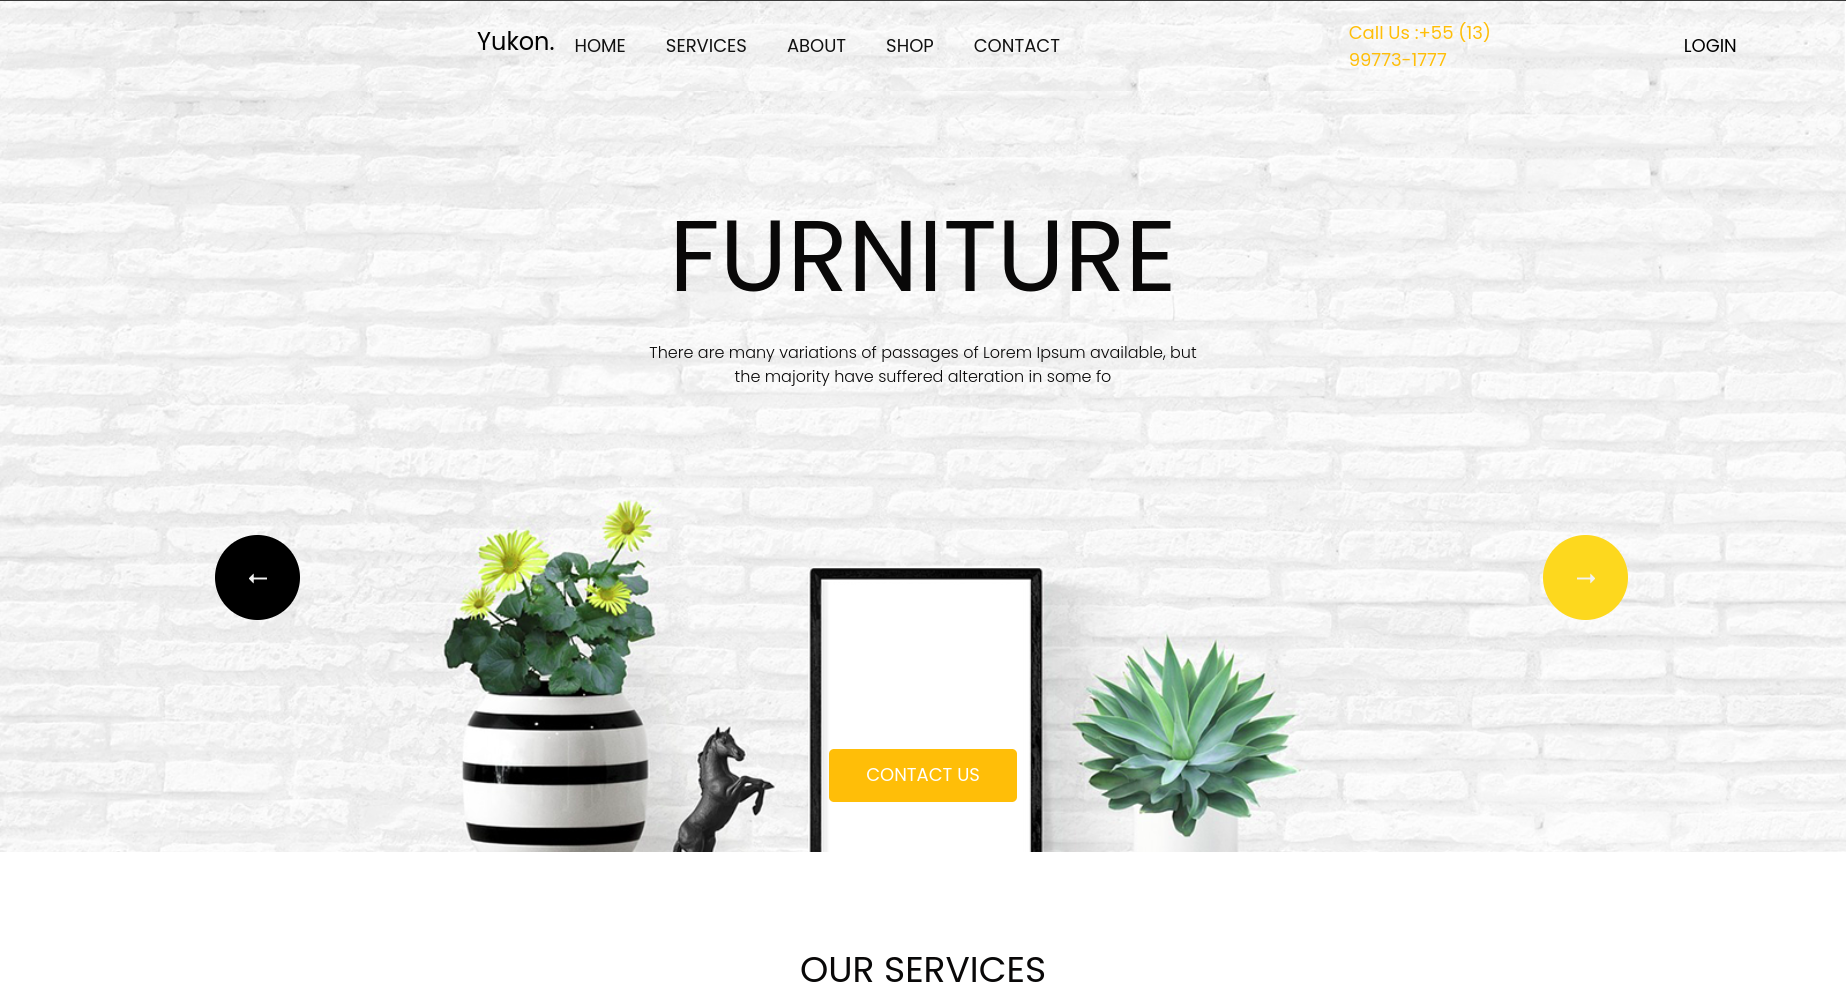 Yukon. HOME SERVICES ABOUT SHOP CONTACT
Call Us :+55 (13)
99773-1777
LOGIN
FURNITURE
There are many variations of passages of Lorem Ipsum available, but
the majority have suffered alteration in some fo
CONTACT US
OUR SERVICES